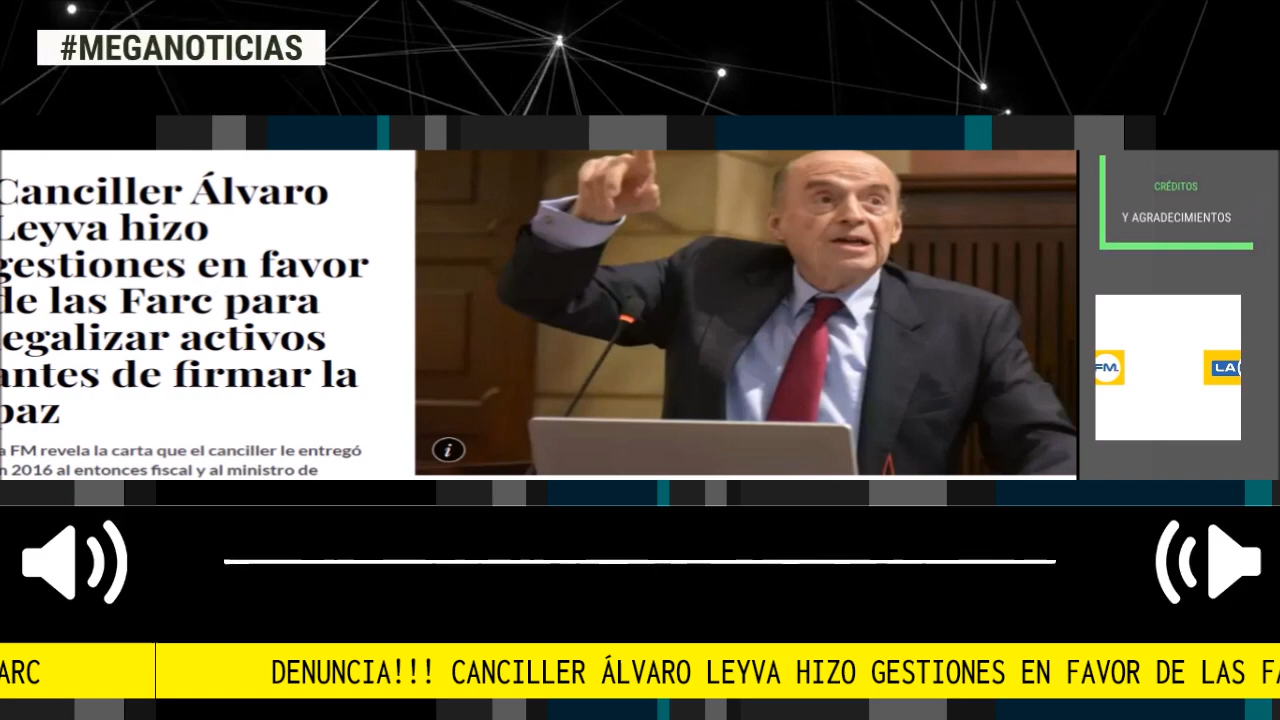 #MEGANOTICIAS
Canciller Álvaro
Leyva hizo
gestiones en favor
de las Farc para
legalizar activos
antes de firmar la
paz
a FM revela la carta que el canciller le entregó
n 2016 al entonces fiscal y al ministro de
i
CRÉDITOS
Y AGRADECIMIENTOS
FM.
LA
ARC
DENUNCIA!!! CANCILLER ÁLVARO LEYVA HIZO GESTIONES EN FAVOR DE LAS FA